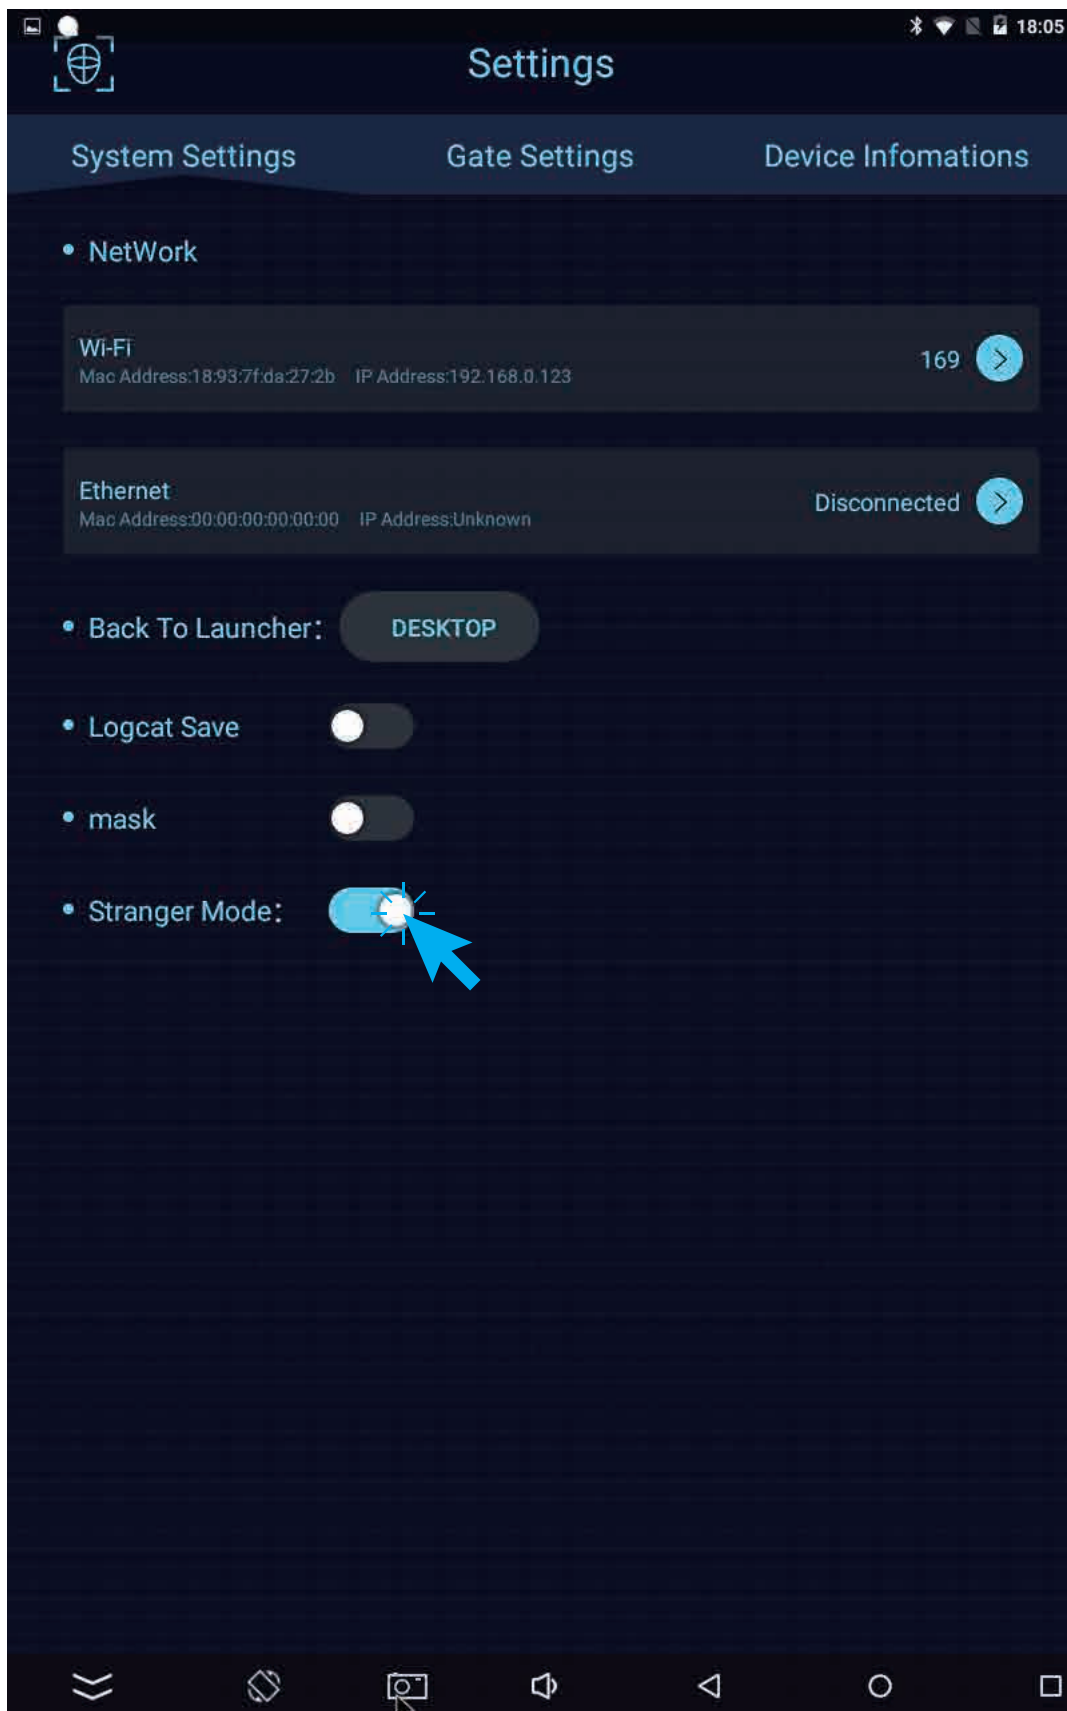 18:05
Settings
System Settings
Gate Settings
Device Infomations
• NetWork
Wi-Fi
169
Mac Address:18:93:7f:da:27:2b IP Address:192.168.0.123
Ethernet
Disconnected
Mac Address:00:00:00:00:00:00 IP Address:Unknown
• Back To Launcher: DESKTOP
• Logcat Save
• mask
• Stranger Mode: